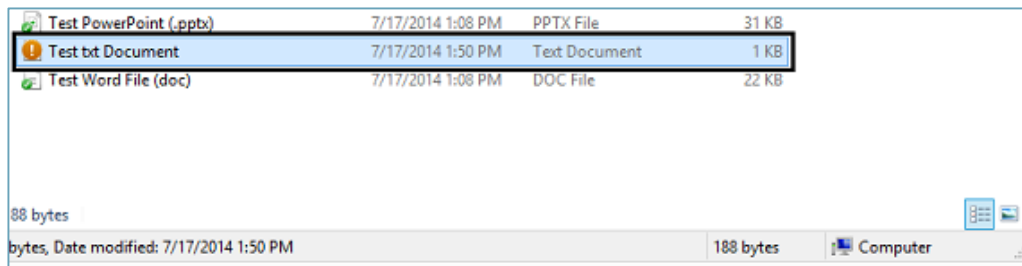 Test PowerPoint (.pptx) 7/17/2014 1:08 PM PPTX File 31 KB
Test txt Document 7/17/2014 1:50 PM Text Document 1 KB
Test Word File (doc) 7/17/2014 1:08 PM DOC File 22 KB
88 bytes
bytes, Date modified: 7/17/2014 1:50 PM 188 bytes Computer